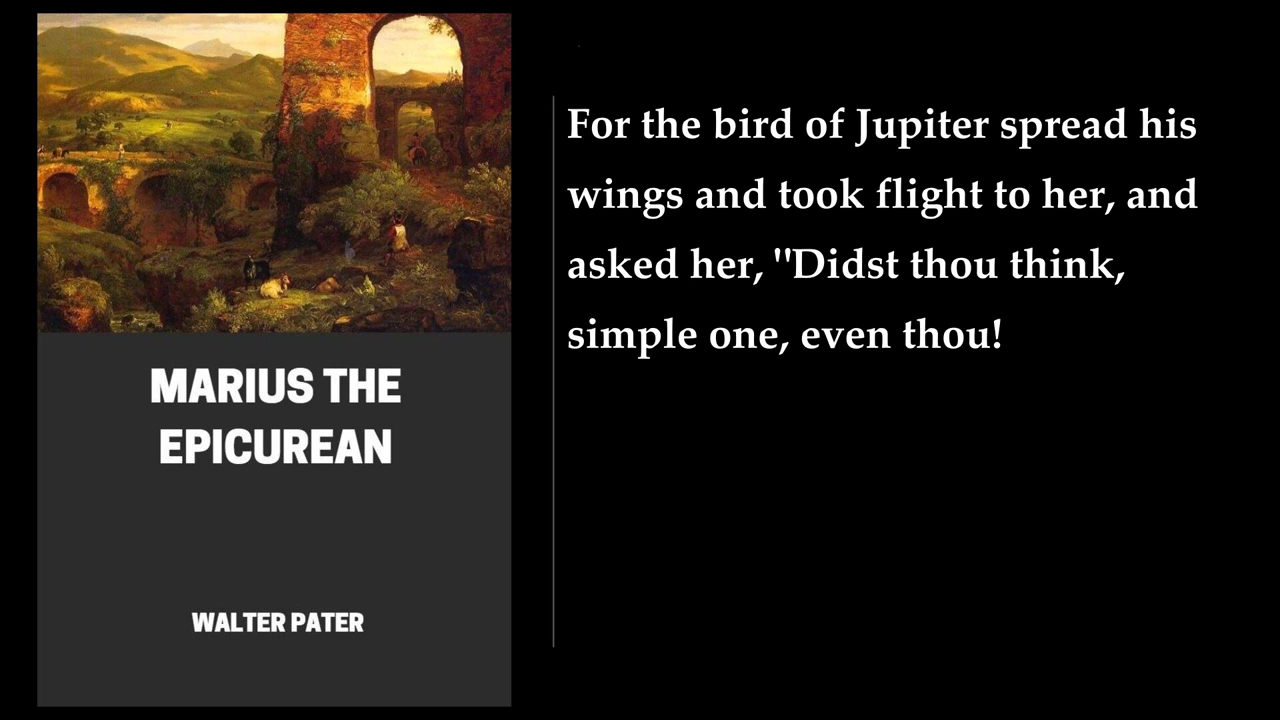 MARIUS THE
EPICUREAN
WALTER PATER
For the bird of Jupiter spread his
wings and took flight to her, and
asked her, "Didst thou think,
simple one, even thou!